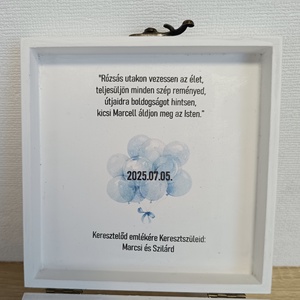 "Rózsás utakon vezessen az élet,
teljesüljön minden szép reményed,
útjaidra boldogságot hintsen,
kicsi Marcell áldjon meg az Isten."
2025.07.05.
Keresztelőd emlékére Keresztszüleid:
Marcsi és Szilárd